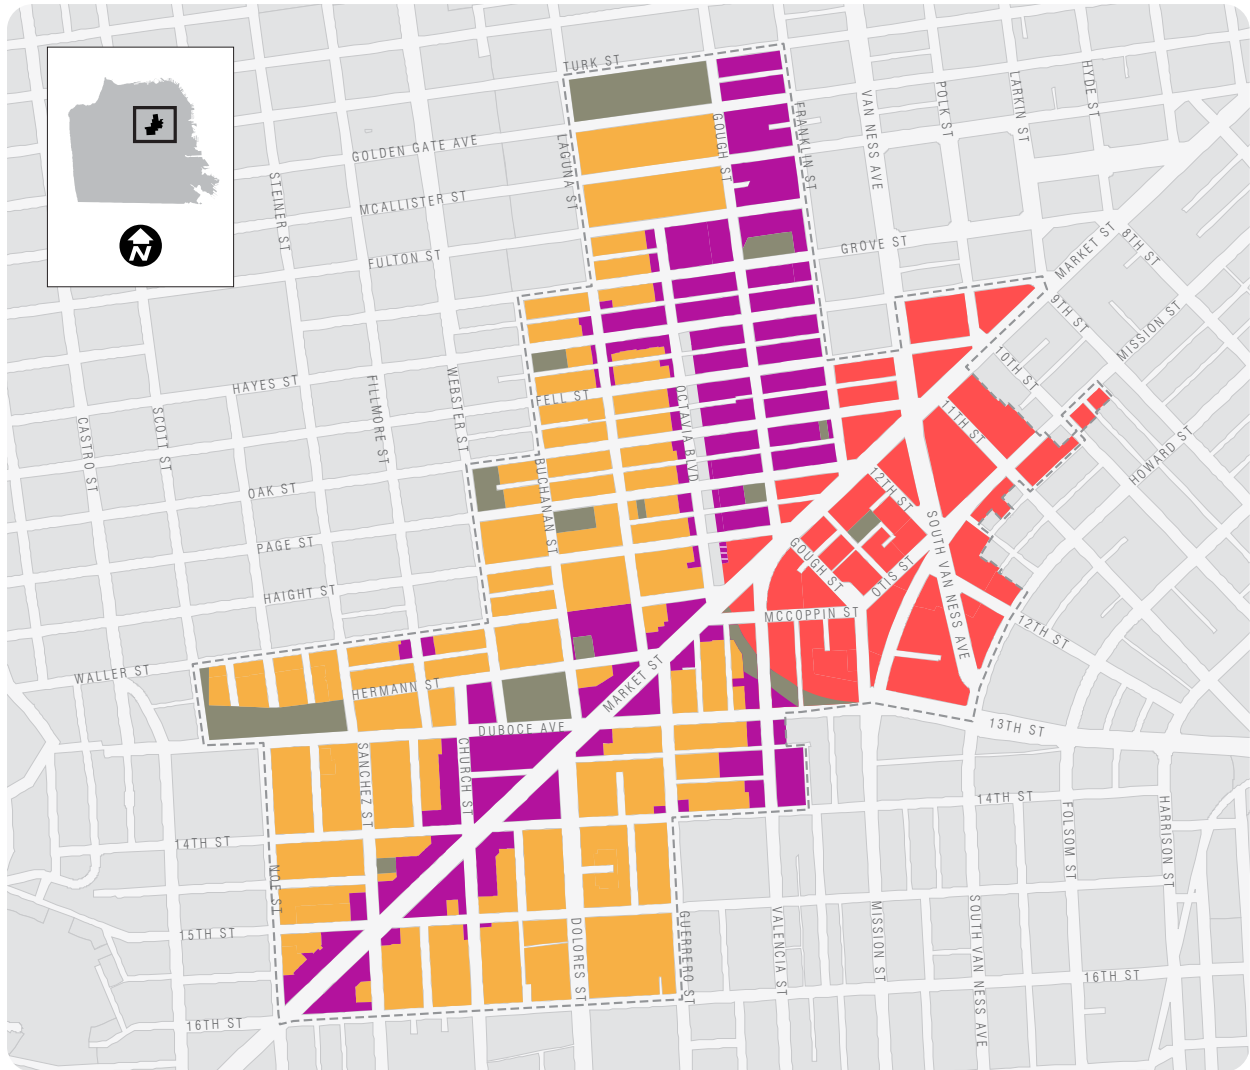 TURK ST
GOLDEN GATE AVE
MCALLISTER ST
FULTON ST
GROVE ST
STEINER ST
LAGUNA ST
GOUGH ST
FRANKLIN ST
VAN NESS AVE
POLK ST
LARKIN ST
HYDE ST
MARKET ST
8TH ST
9TH ST
10TH ST
MISSION ST
11TH ST
HOWARD ST
N
HAYES ST
FELL ST
CASTRO ST
SCOTT ST
FILLMORE ST
WEBSTER ST
OCTAVIA BLVD
BUCHANAN ST
OAK ST
PAGE ST
HAIGHT ST
WALLER ST
HERMANN ST
DUBOCE AVE
12TH ST
GOUGH ST
OTIS ST
SOUTH VAN NESS AVE
MCCOPPIN ST
12TH ST
MARKET ST
13TH ST
SANCHEZ ST
CHURCH ST
14TH ST
14TH ST
FOLSOM ST
HARRISON ST
NOE ST
15TH ST
DOLORES ST
GUERRERO ST
VALENCIA ST
MISSION ST
SOUTH VAN NESS AVE
16TH ST
16TH ST